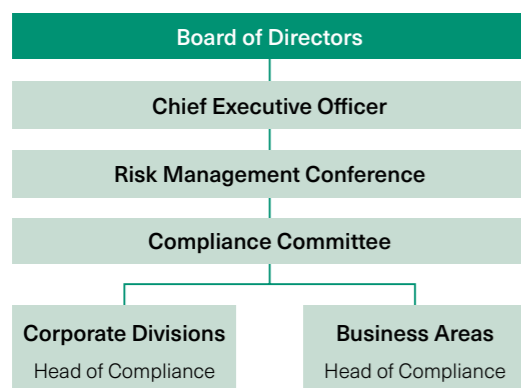 Board of Directors
Chief Executive Officer
Risk Management Conference
Compliance Committee
Corporate Divisions
Head of Compliance
Business Areas
Head of Compliance